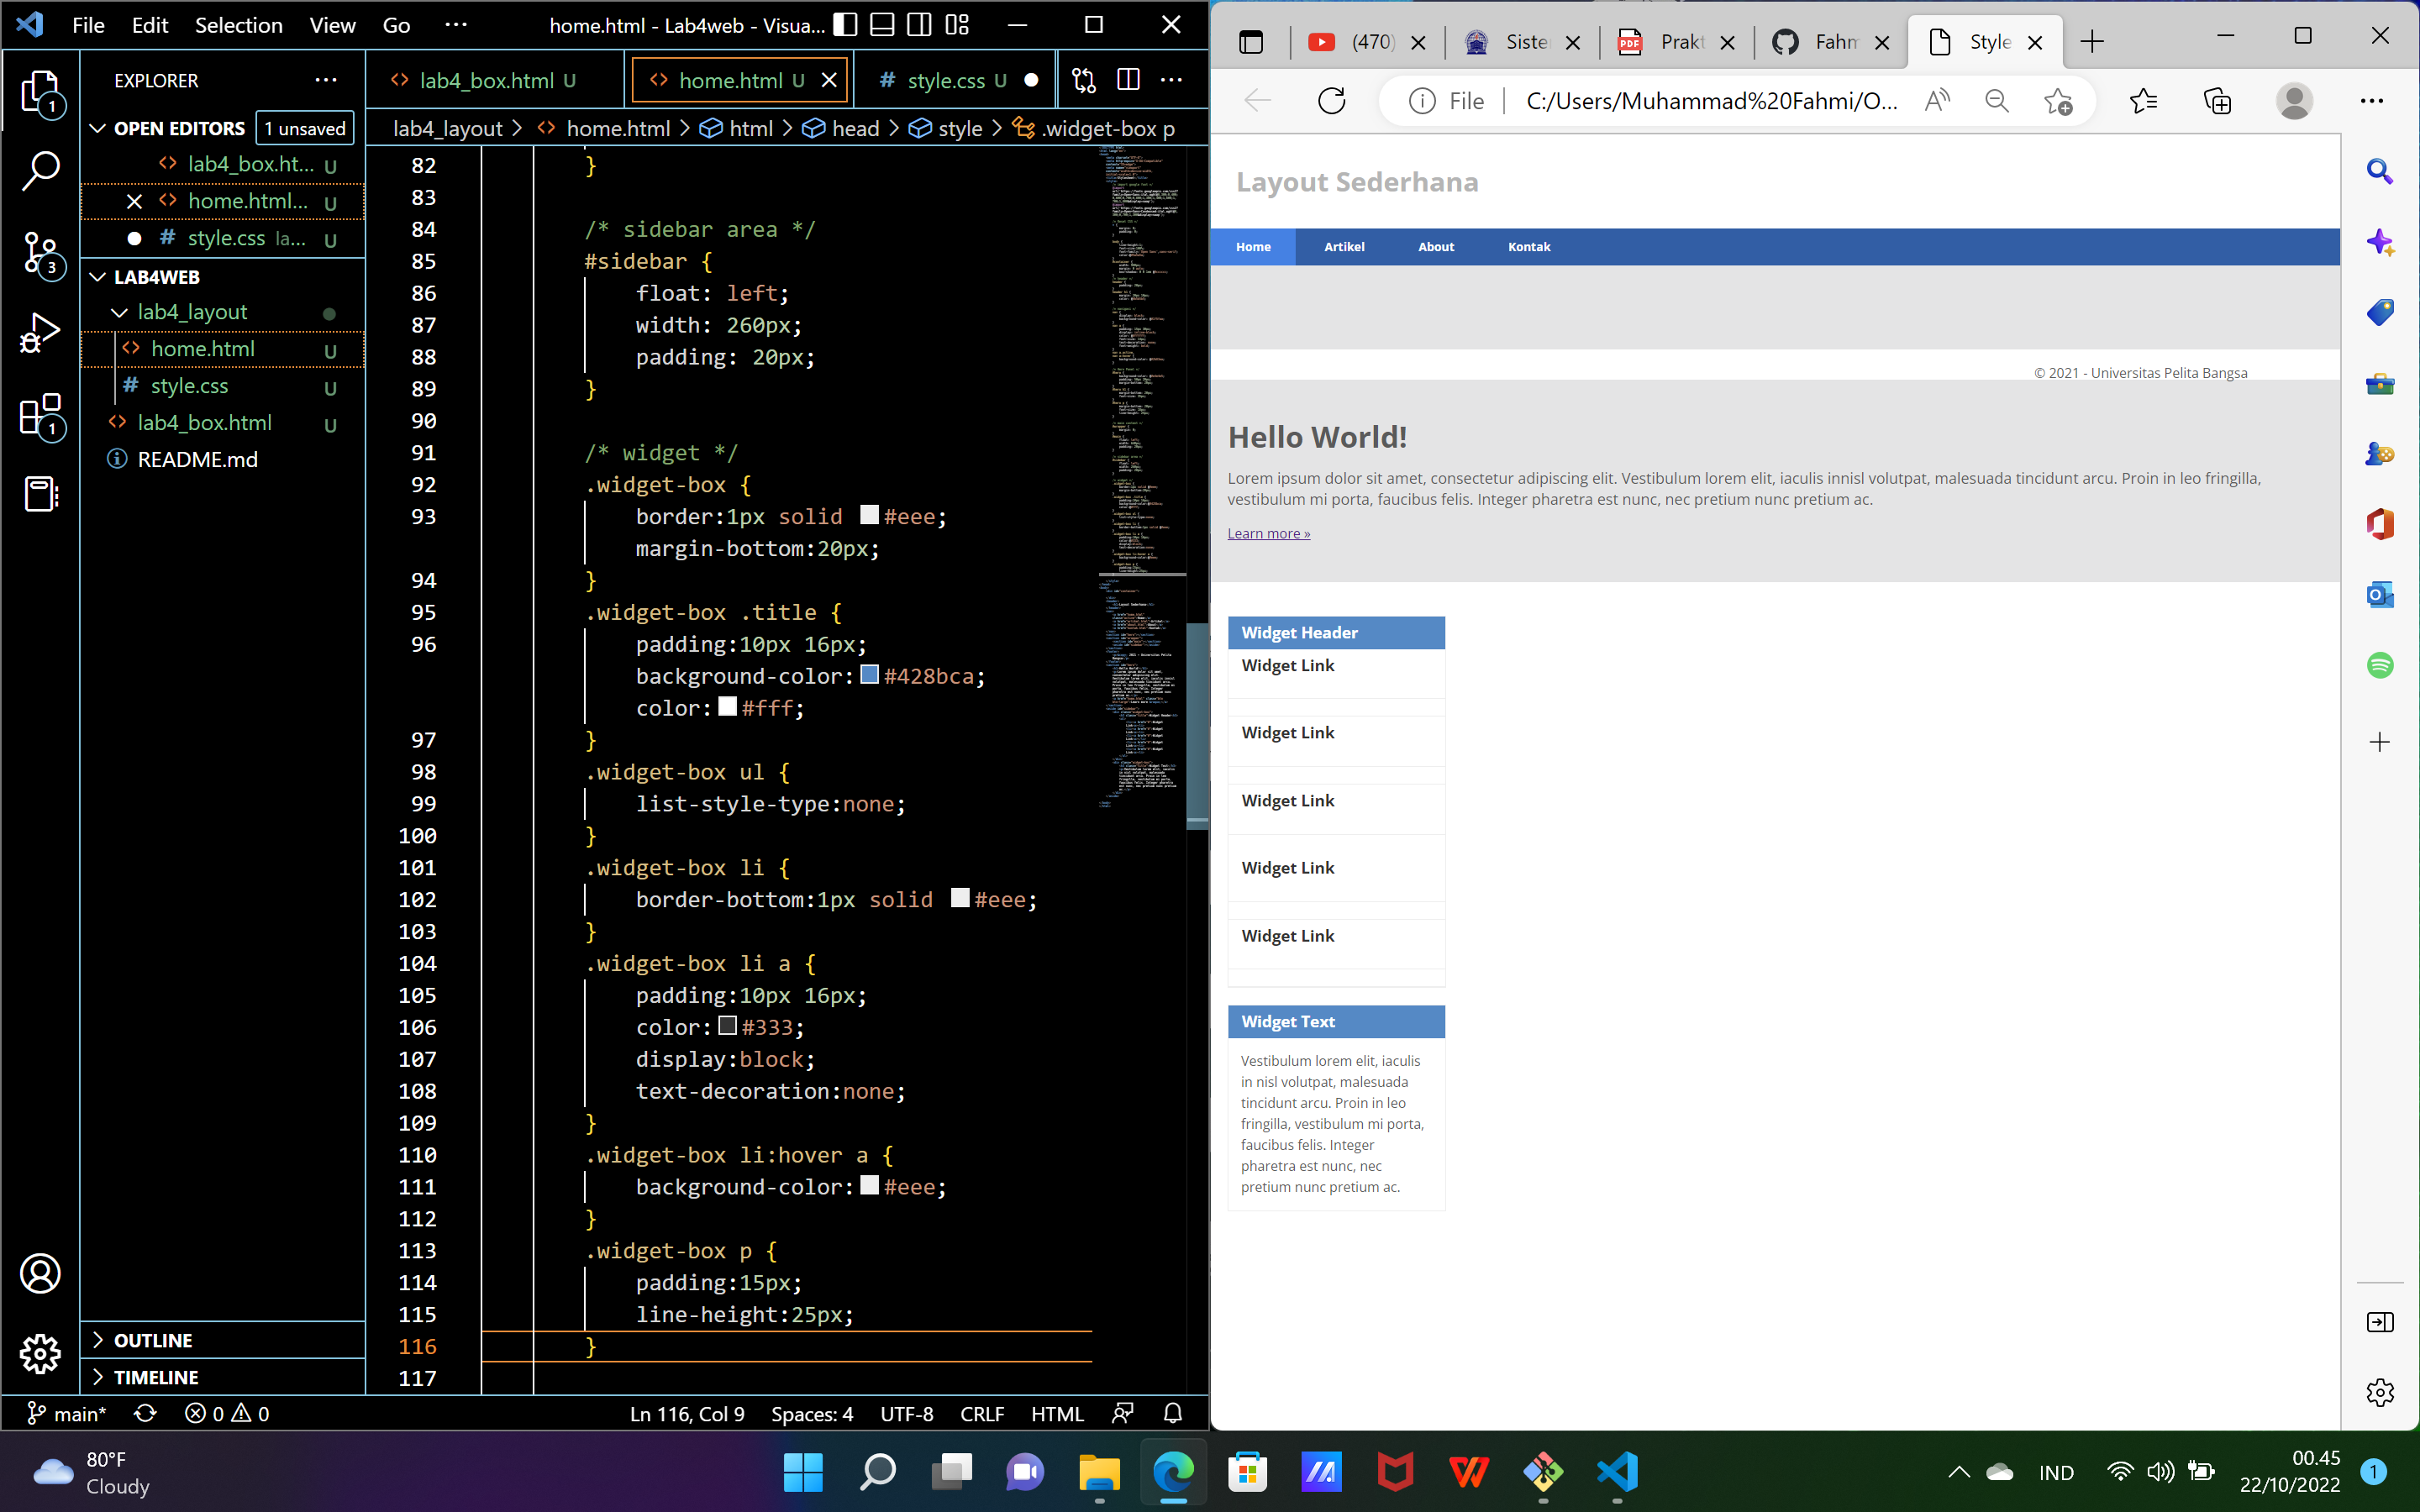 File Edit Selection View Go ··· home.html - Lab4web - Visua...
EXPLORER ···
OPEN EDITORS 1 unsaved
lab4_box.ht... U
home.html... U
style.css la... U
LAB4WEB
lab4_layout
home.html U
style.css U
lab4_box.html U
README.md
OUTLINE
TIMELINE
1
3
1
lab4_box.html U home.html U # style.css U
lab4_layout > home.html > html > head > style > .widget-box p
82 }
83
84 /* sidebar area */
85 #sidebar {
86 float: left;
87 width: 260px;
88 padding: 20px;
89 }
90
91 /* widget */
92 .widget-box {
93 border:1px solid #eee;
margin-bottom:20px;
94 }
95 .widget-box .title {
96 padding:10px 16px;
background-color:#428bca;
color:#fff;
97 }
98 .widget-box ul {
99 list-style-type:none;
100 }
101 .widget-box li {
102 border-bottom:1px solid #eee;
103 }
104 .widget-box li a {
105 padding:10px 16px;
106 color:#333;
107 display:block;
108 text-decoration:none;
109 }
110 .widget-box li:hover a {
111 background-color:#eee;
112 }
113 .widget-box p {
114 padding:15px;
115 line-height:25px;
116 }
117
main* 0 0 Ln 116, Col 9 Spaces: 4 UTF-8 CRLF HTML
(470) Siste Prakt Fahm Style
File C:/Users/Muhammad%20Fahmi/O...
Layout Sederhana
Home Artikel About Kontak
© 2021 - Universitas Pelita Bangsa
Hello World!
Lorem ipsum dolor sit amet, consectetur adipiscing elit. Vestibulum lorem elit, iaculis innisl volutpat, malesuada tincidunt arcu. Proin in leo fringilla,
vestibulum mi porta, faucibus felis. Integer pharetra est nunc, nec pretium nunc pretium ac.
Learn more »
Widget Header
Widget Link
Widget Link
Widget Link
Widget Link
Widget Link
Widget Text
Vestibulum lorem elit, iaculis
in nisl volutpat, malesuada
tincidunt arcu. Proin in leo
fringilla, vestibulum mi porta,
faucibus felis. Integer
pharetra est nunc, nec
pretium nunc pretium ac.
80°F
Cloudy
IND
00.45
22/10/2022
1